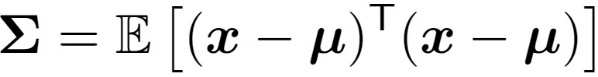 𝚺 = 𝔼 [(𝒙 − 𝝁)ᵀ(𝒙 − 𝝁)]